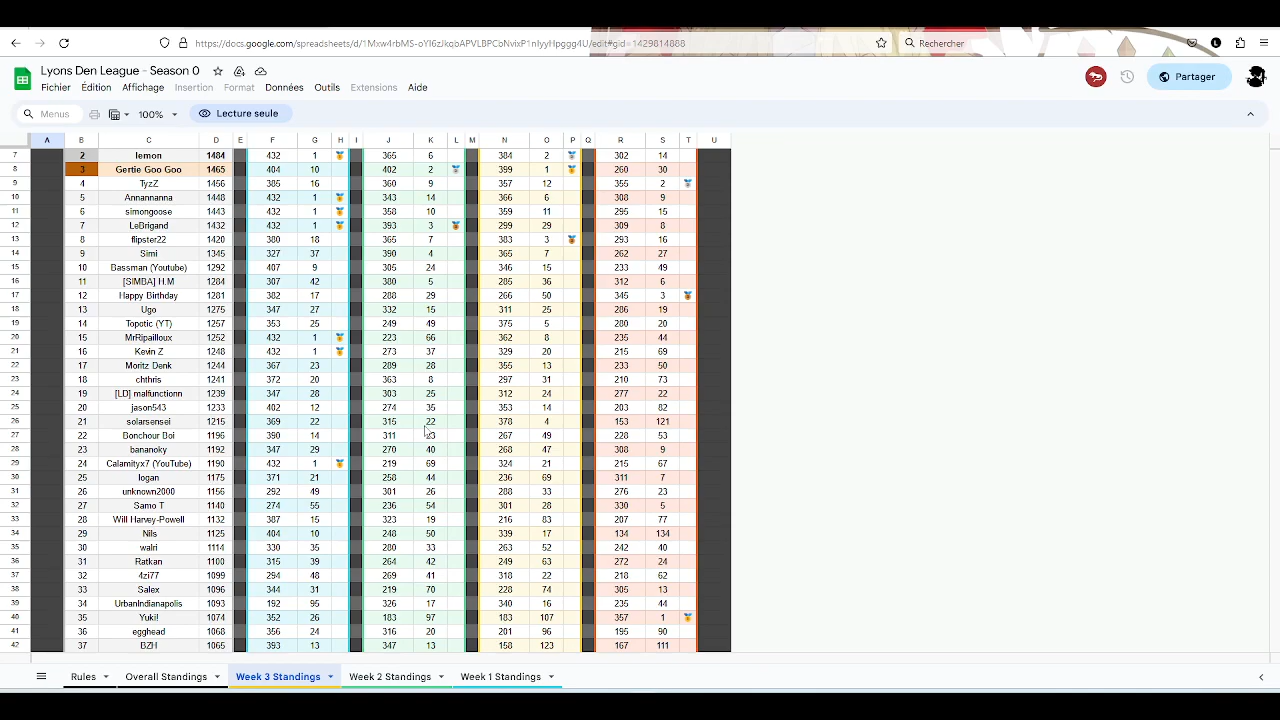 https://docs.google.com/spreadsheets/d/1Mxw4rbMS-oYl6zJkqbAPVLBPCbNvixP1nIyyHpggg4U/edit#gid=1429814888
Rechercher
Lyons Den League - Season 0
Partager
Fichier Édition Affichage Insertion Format Données Outils Extensions Aide
Menus 100% Lecture seule
A B C D E F G H I J K L M N O P Q R S T U
7 2 lemon 1484 432 1 365 6 384 2 302 14
8 3 Gertie Goo Goo 1465 404 10 402 2 399 1 260 30
9 4 TyzZ 1456 385 16 360 9 357 12 355 2
10 5 Annannanna 1448 432 1 343 14 366 6 308 9
11 6 simongoose 1443 432 1 358 10 359 11 295 15
12 7 LeBrigand 1432 432 1 393 3 299 29 309 8
13 8 flipster22 1420 380 18 365 7 383 3 293 16
14 9 Simi 1345 327 37 390 4 365 7 262 27
15 10 Bassman (Youtube) 1292 407 9 305 24 346 15 233 49
16 11 [SIMBA] H.M 1284 307 42 380 5 285 36 312 6
17 12 Happy Birthday 1281 382 17 288 29 266 50 345 3
18 13 Ugo 1275 347 27 332 15 311 25 286 19
19 14 Topotic (YT) 1257 353 25 249 49 375 5 280 20
20 15 MrRipailloux 1252 432 1 223 66 362 8 235 44
21 16 Kevin Z 1248 432 1 273 37 329 20 215 69
22 17 Moritz Denk 1244 367 23 289 28 355 13 233 50
23 18 chthris 1241 372 20 363 8 297 31 210 73
24 19 [LD] malfunctionn 1239 347 28 303 25 312 24 277 22
25 20 jason543 1233 402 12 274 35 353 14 203 82
26 21 solarsensei 1215 369 22 315 22 378 4 153 121
27 22 Bonchour Boi 1196 390 14 311 23 267 49 228 53
28 23 bananoky 1192 347 29 270 40 268 47 308 9
29 24 Calamityx7 (YouTube) 1190 432 1 219 69 324 21 215 67
30 25 logan 1175 371 21 258 44 236 69 311 7
31 26 unknown2000 1156 292 49 301 26 288 33 276 23
32 27 Samo T 1140 274 55 236 54 301 28 330 5
33 28 Will Harvey-Powell 1132 387 15 323 19 216 83 207 77
34 29 Nils 1125 404 10 248 50 339 17 134 134
35 30 walri 1114 330 35 280 33 263 52 242 40
36 31 Ratkan 1100 315 39 264 42 249 63 272 24
37 32 4zi77 1099 294 48 269 41 318 22 218 62
38 33 Salex 1096 344 31 219 70 228 74 305 13
39 34 UrbanIndianapolis 1093 192 95 326 17 340 16 235 44
40 35 Yuki! 1074 352 26 183 97 183 107 357 1
41 36 egghead 1068 356 24 316 20 201 96 195 90
42 37 BZH 1065 393 13 347 13 158 123 167 111
Rules Overall Standings Week 3 Standings Week 2 Standings Week 1 Standings